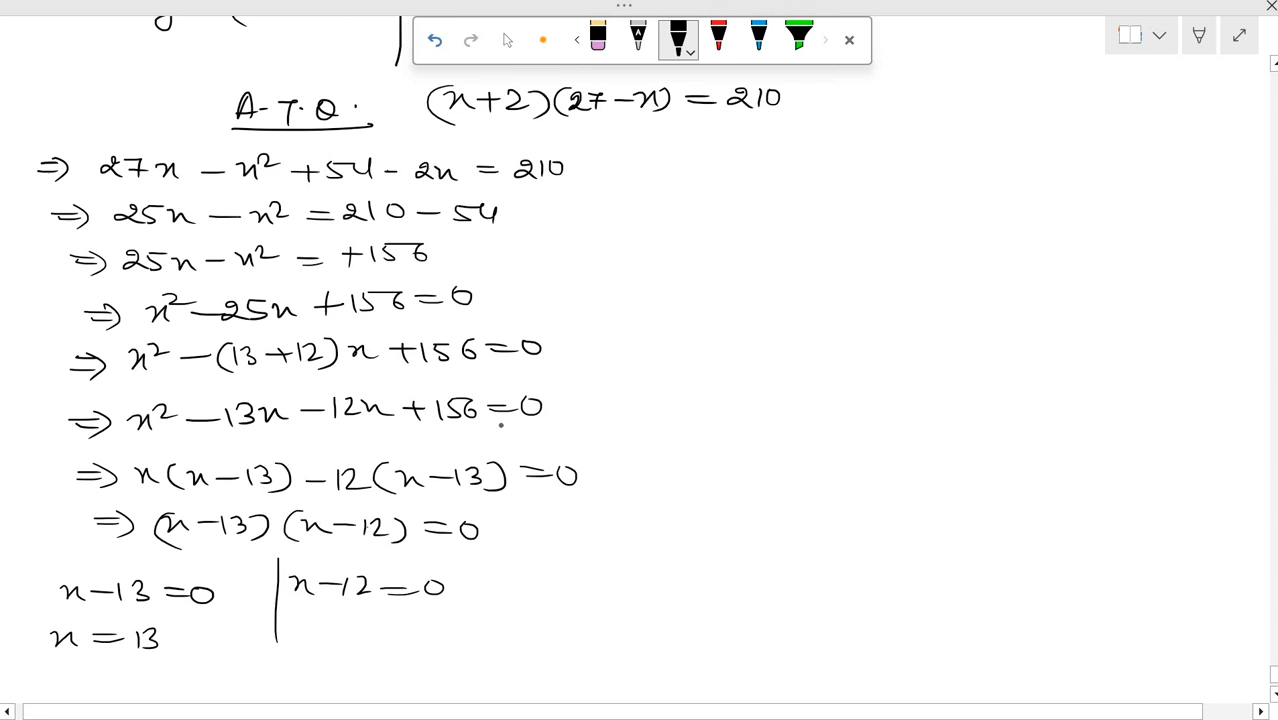 A-T-Q.
(x+2)(27-x) = 210
⇒ 27x - x² + 54 - 2x = 210
⇒ 25x - x² = 210 - 54
⇒ 25x - x² = +156
⇒ x² - 25x + 156 = 0
⇒ x² - (13+12)x + 156 = 0
⇒ x² - 13x - 12x + 156 = 0
⇒ x(x-13) - 12(x-13) = 0
⇒ (x-13)(x-12) = 0
x-13 = 0 | x-12 = 0
x = 13